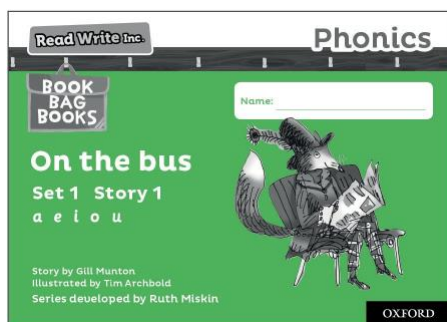 Read Write Inc.
Phonics
BOOK
BAG
BOOKS
Name:
On the bus
Set 1 Story 1
a e i o u
Story by Gill Munton
Illustrated by Tim Archbold
Series developed by Ruth Miskin
OXFORD